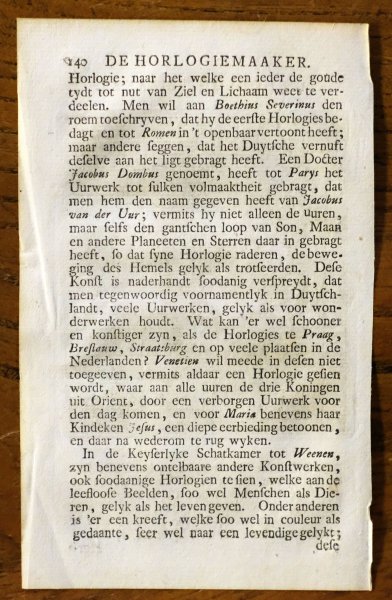 140 DE HORLOGIEMAAKER.
Horlogie; naar het welke een ieder de goude
tydt tot nut van Ziel en Lichaam weet te ver-
deelen. Men wil aan Boethius Severinus den
roem toeſchryven, dat hy de eerſte Horlogies be-
dagt en tot Romen in 't openbaar vertoont heeft;
maar andere ſeggen, dat het Duytſche vernuft
deſelve aan het ligt gebragt heeft. Een Docter
Jacobus Dombus genoemt, heeft tot Parys het
Uurwerk tot ſulken volmaaktheit gebragt, dat
men hem den naam gegeven heeft van Jacobus
van der Uur; vermits hy niet alleen de uuren,
maar ſelfs den gantſchen loop van Son, Maan
en andere Planeeten en Sterren daar in gebragt
heeft, ſo dat ſyne Horlogie raderen, de bewe-
ging des Hemels gelyk als trotſeerden. Deſe
Konſt is naderhandt ſoodanig verſpreydt, dat
men tegenwoordig voornamentlyk in Duytſch-
landt, veele Uurwerken, gelyk als voor won-
derwerken houdt. Wat kan 'er wel ſchooner
en konſtiger zyn, als de Horlogies te Praag,
Breſlouw, Straatsburg en op veele plaatſen in de
Nederlanden? Venetien wil meede in deſen niet
toegeeven, vermits aldaar een Horlogie geſien
wordt, waar aan alle uuren de drie Koningen
uit Orient, door een verborgen Uurwerk voor
den dag komen, en voor Maria benevens haar
Kindeken Jeſus, een diepe eerbieding betoonen,
en daar na wederom te rug wyken.
In de Keyſerlyke Schatkamer tot Weenen,
zyn benevens ontelbaare andere Konſtwerken,
ook ſoodaanige Horlogien te ſien, welke aan de
leeſlooſe Beelden, ſoo wel Menſchen als Die-
ren, gelyk als het leven geven. Onder anderen
is 'er een kreeft, welke ſoo wel in couleur als
gedaante, ſeer wel naar een levendige gelykt;
deſe